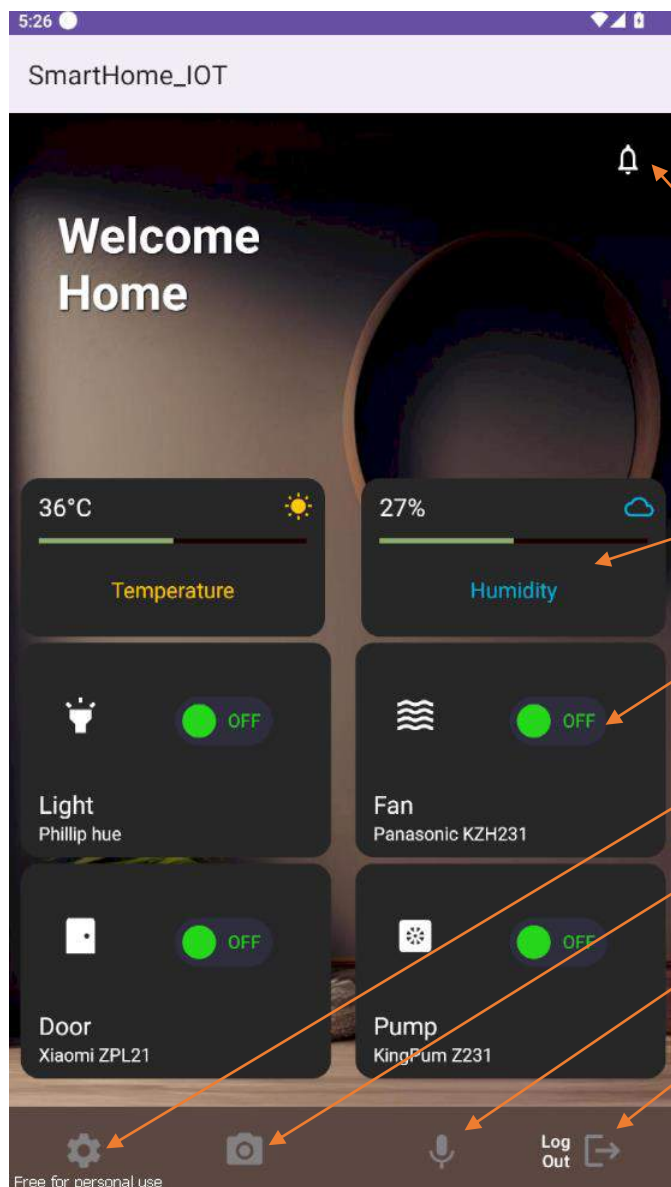 5:26
SmartHome_IOT
Welcome
Home
36°C
27%
Temperature
Humidity
OFF
OFF
Light
Phillip hue
Fan
Panasonic KZH231
OFF
OFF
Door
Xiaomi ZPL21
Pump
KingPum Z231
Log
Out
Free for personal use